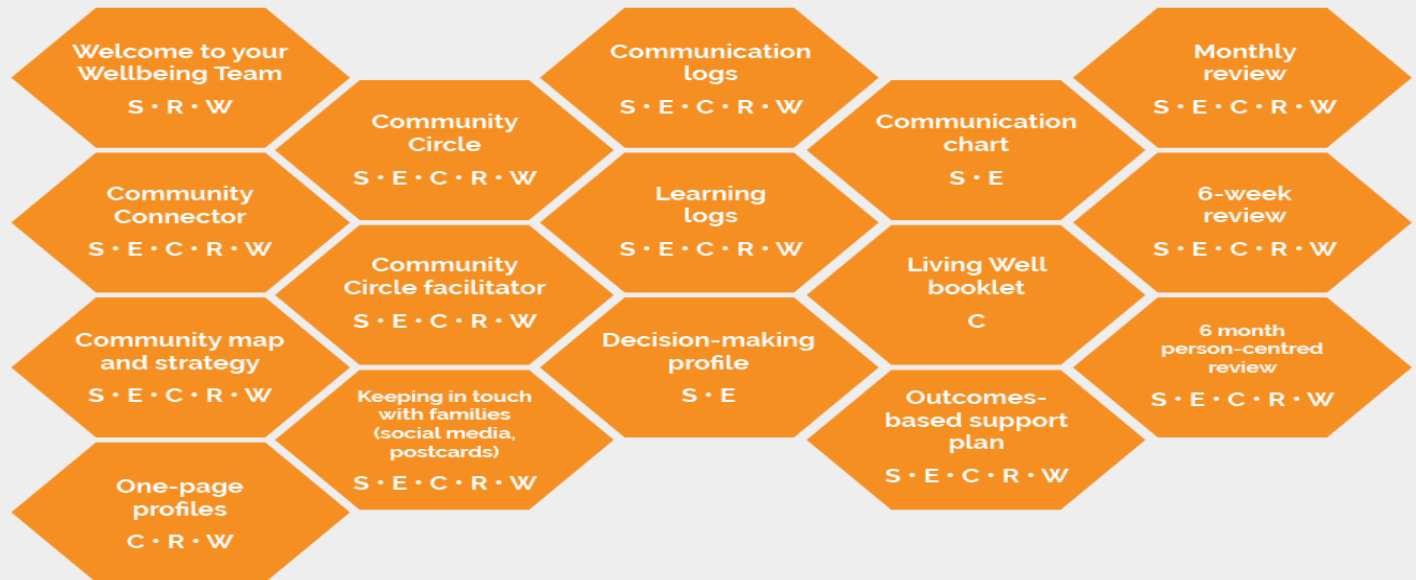 Welcome to your
Wellbeing Team
S • R • W
Community
Connector
S • E • C • R • W
Community map
and strategy
S • E • C • R • W
One-page
profiles
C • R • W
Community
Circle
S • E • C • R • W
Community
Circle facilitator
S • E • C • R • W
Keeping in touch
with families
(social media,
postcards)
S • E • C • R • W
Communication
logs
S • E • C • R • W
Learning
logs
S • E • C • R • W
Decision-making
profile
S • E
Communication
chart
S • E
Living Well
booklet
C
Outcomes-
based support
plan
S • E • C • R • W
Monthly
review
S • E • C • R • W
6-week
review
S • E • C • R • W
6 month
person-centred
review
S • E • C • R • W